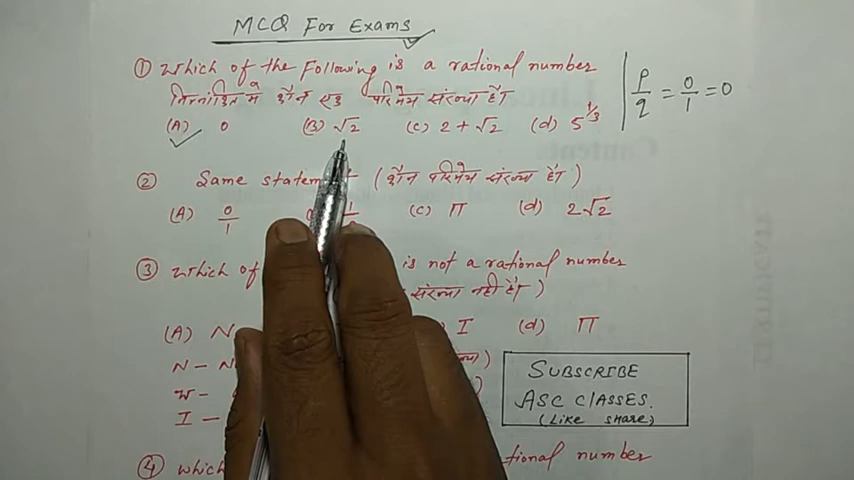 MCQ For Exams
① Which of the Following is a rational number
निम्नांकित में कौन एक परिमेय संख्या है
(A) 0 (B) √2 (c) 2 + √2 (d) 5^1/3
p/q = 0/1 = 0
② Same statement (कौन परिमेय संख्या है)
(A) 0/1 (c) π (d) 2√2
③ Which of is not a rational number
संख्या नहीं है)
(A) N I (d) π
N - N
W -
I -
SUBSCRIBE
ASC ClASSES.
(Like share)
④ which tional number